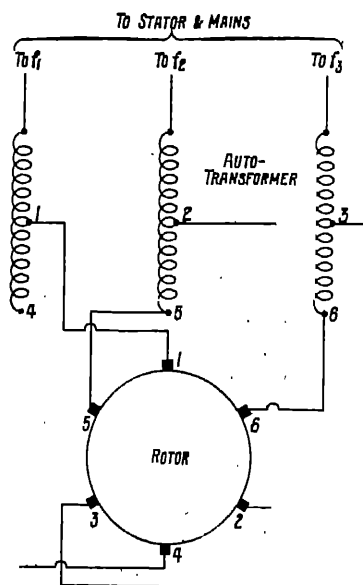 TO STATOR & MAINS
TO f1 TO f2 TO f3
AUTO-
TRANSFORMER
1 2 3
4 5 6
1
5 6
ROTOR
3 2
4